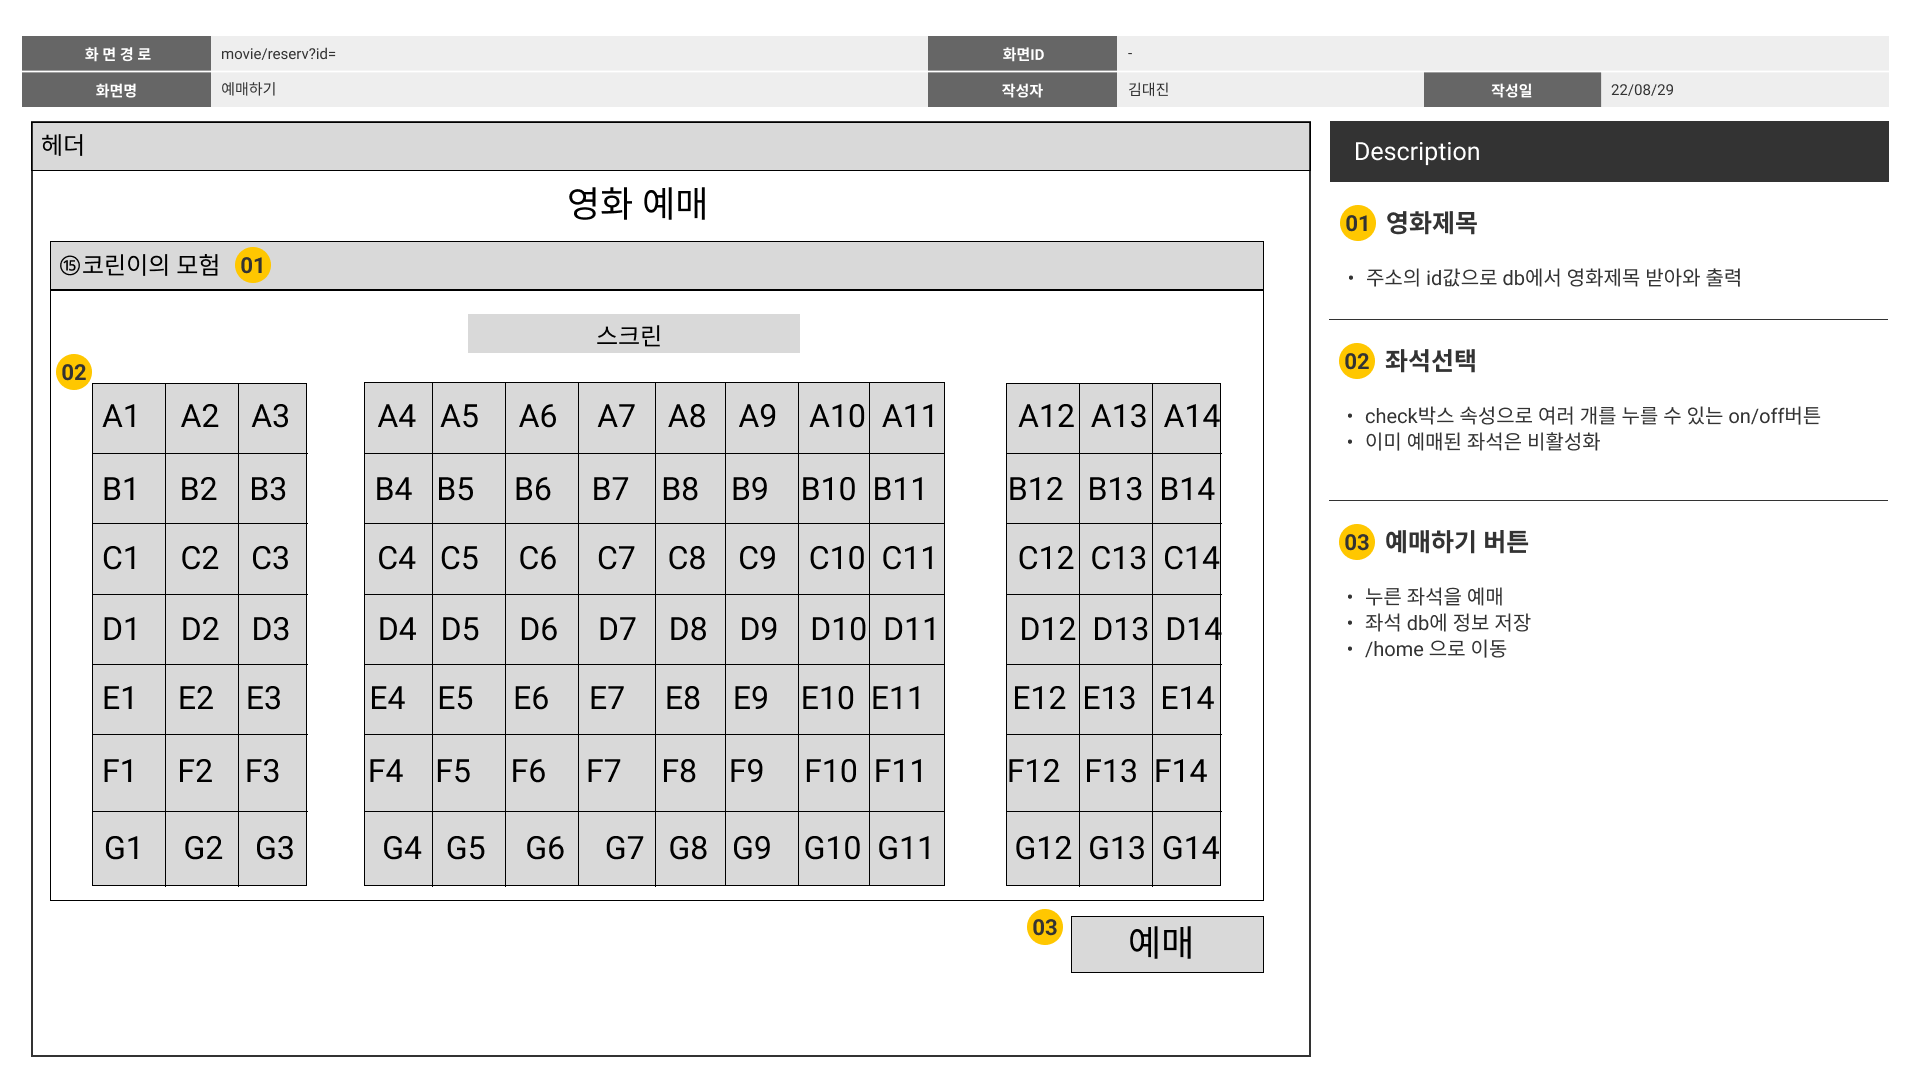 화 면 경 로 movie/reserv?id= 화면ID -
화면명 예매하기 작성자 김대진 작성일 22/08/29
헤더
영화 예매
⑮코린이의 모험 01
스크린
02
A1 A2 A3 A4 A5 A6 A7 A8 A9 A10 A11 A12 A13 A14
B1 B2 B3 B4 B5 B6 B7 B8 B9 B10 B11 B12 B13 B14
C1 C2 C3 C4 C5 C6 C7 C8 C9 C10 C11 C12 C13 C14
D1 D2 D3 D4 D5 D6 D7 D8 D9 D10 D11 D12 D13 D14
E1 E2 E3 E4 E5 E6 E7 E8 E9 E10 E11 E12 E13 E14
F1 F2 F3 F4 F5 F6 F7 F8 F9 F10 F11 F12 F13 F14
G1 G2 G3 G4 G5 G6 G7 G8 G9 G10 G11 G12 G13 G14
03 예매
Description
01 영화제목
• 주소의 id값으로 db에서 영화제목 받아와 출력
02 좌석선택
• check박스 속성으로 여러 개를 누를 수 있는 on/off버튼
• 이미 예매된 좌석은 비활성화
03 예매하기 버튼
• 누른 좌석을 예매
• 좌석 db에 정보 저장
• /home 으로 이동